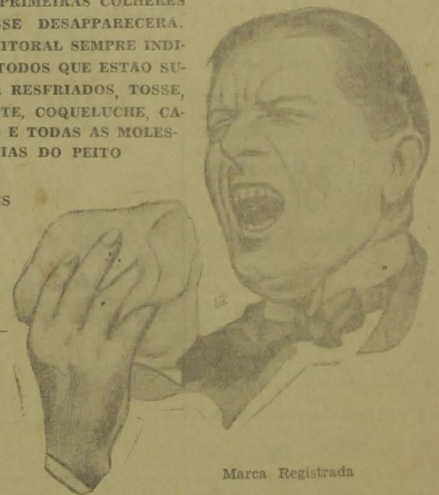 PRIMEIRAS COLHERES
SSE DESAPPARECERA.
ITORAL SEMPRE INDI-
TODOS QUE ESTÃO SU-
RESFRIADOS, TOSSE,
TE, COQUELUCHE, CA-
E TODAS AS MOLES-
IAS DO PEITO
S
Marca Registrada